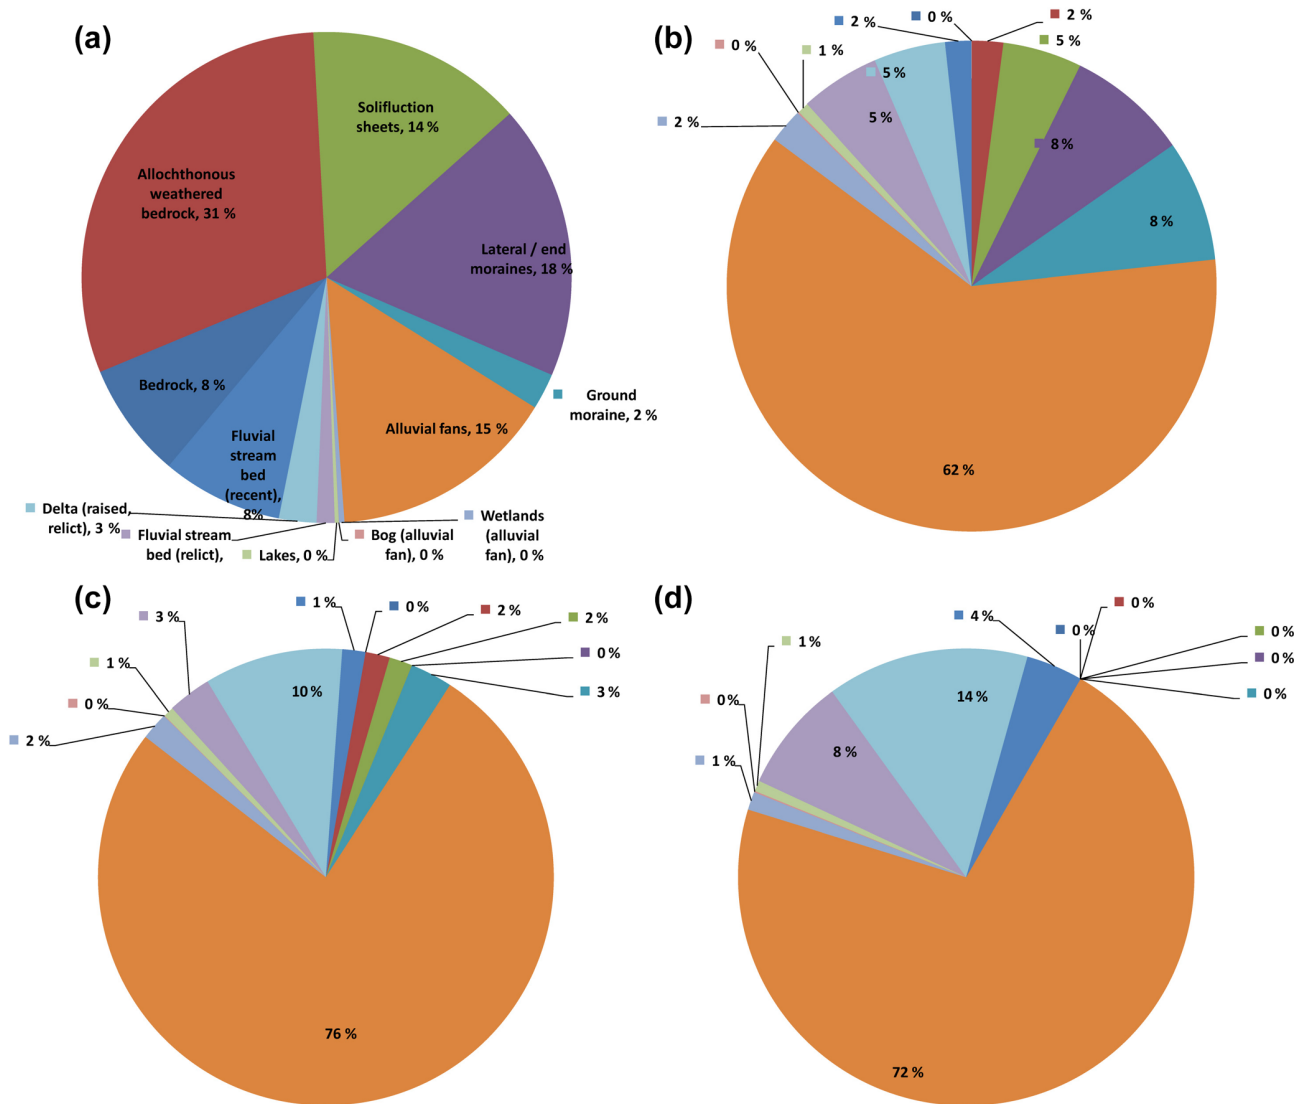 (a)
Solifluction
sheets, 14 %
Allochthonous
weathered
bedrock, 31 %
Lateral / end
moraines, 18 %
Ground
moraine, 2 %
Bedrock, 8 %
Alluvial fans, 15 %
Fluvial
stream
bed
(recent),
8%
Delta (raised,
relict), 3 %
Fluvial stream
bed (relict),
Lakes, 0 %
Bog (alluvial
fan), 0 %
Wetlands
(alluvial
fan), 0 %
(b)
2 %
0 %
2 %
5 %
0 %
1 %
5 %
5 %
2 %
8 %
8 %
62 %
(c)
3 %
1 %
0 %
2 %
2 %
0 %
3 %
1 %
0 %
2 %
10 %
76 %
(d)
4 %
0 %
0 %
0 %
0 %
0 %
1 %
0 %
1 %
14 %
8 %
72 %